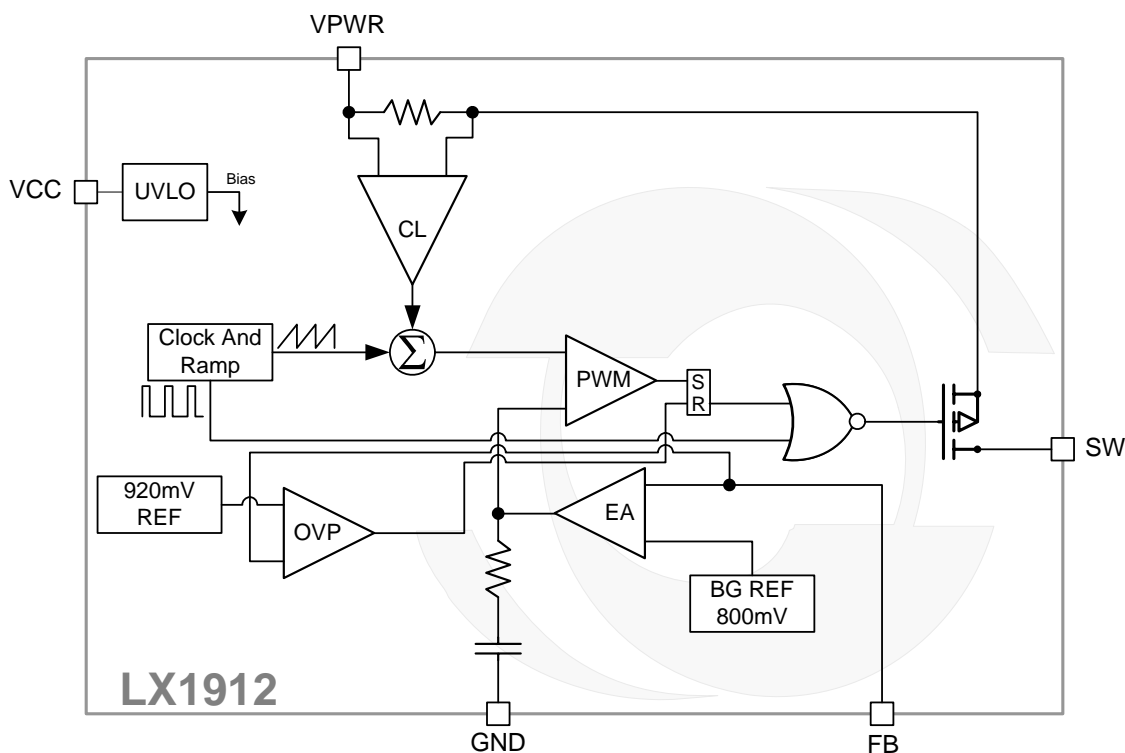 VPWR
VCC
UVLO
Bias
CL
Clock And
Ramp
Σ
PWM
S
R
SW
920mV
REF
OVP
EA
BG REF
800mV
LX1912
GND
FB